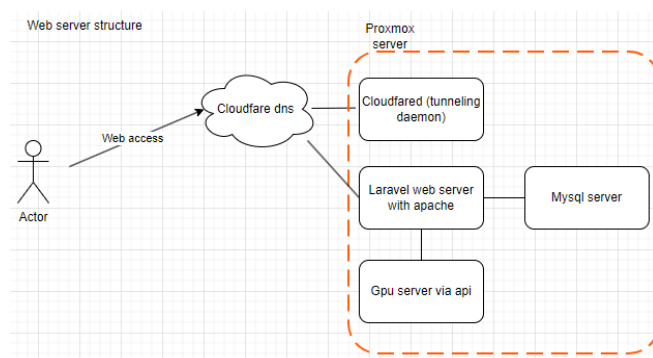 Web server structure
Proxmox
server
Cloudfare dns
Cloudfared (tunneling
daemon)
Web access
Actor
Laravel web server
with apache
Mysql server
Gpu server via api